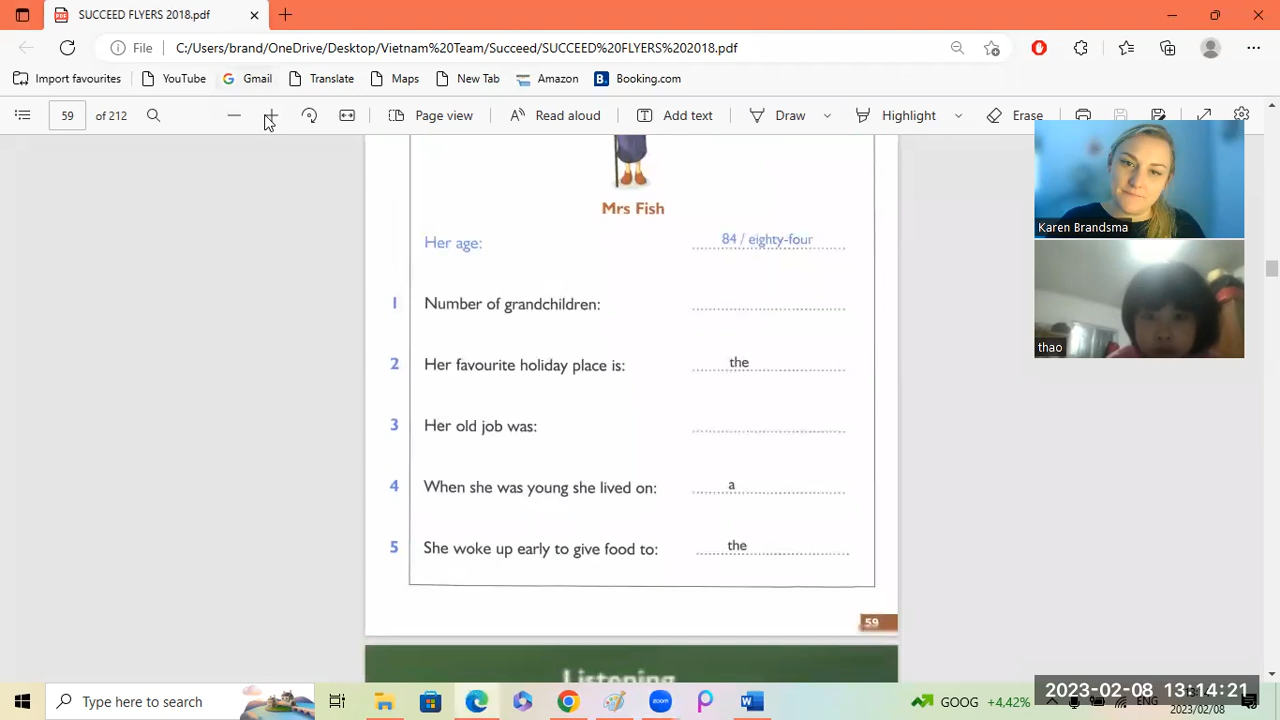 SUCCEED FLYERS 2018.pdf
File
C:/Users/brand/OneDrive/Desktop/Vietnam%20Team/Succeed/SUCCEED%20FLYERS%202018.pdf
Import favourites
YouTube
Gmail
Translate
Maps
New Tab
Amazon
Booking.com
59 of 212
Page view
Read aloud
Add text
Draw
Highlight
Erase
Mrs Fish
Her age: 84 / eighty-four
1 Number of grandchildren:
2 Her favourite holiday place is: the
3 Her old job was:
4 When she was young she lived on: a
5 She woke up early to give food to: the
59
Listening
Karen Brandsma
thao
Type here to search
GOOG +4,42%
ENG
2023-02-08 13:14:21
2023/02/08